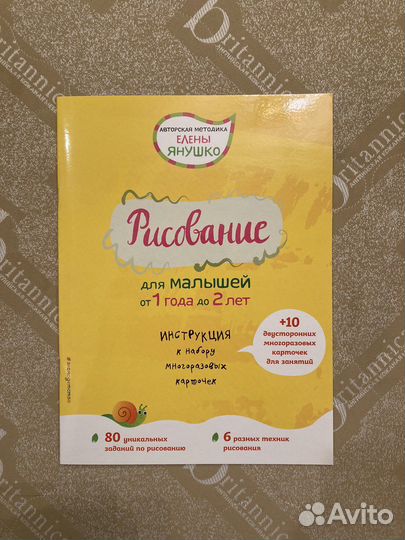 АВТОРСКАЯ МЕТОДИКА
ЕЛЕНЫ
ЯНУШКО
Рисование
для малышей
от 1 года до 2 лет
ИНСТРУКЦИЯ
к набору
многоразовых
карточек
+10
двусторонних
многоразовых
карточек
для занятий
80 уникальных
заданий по рисованию
6 разных техник
рисования
Britannica
Avito